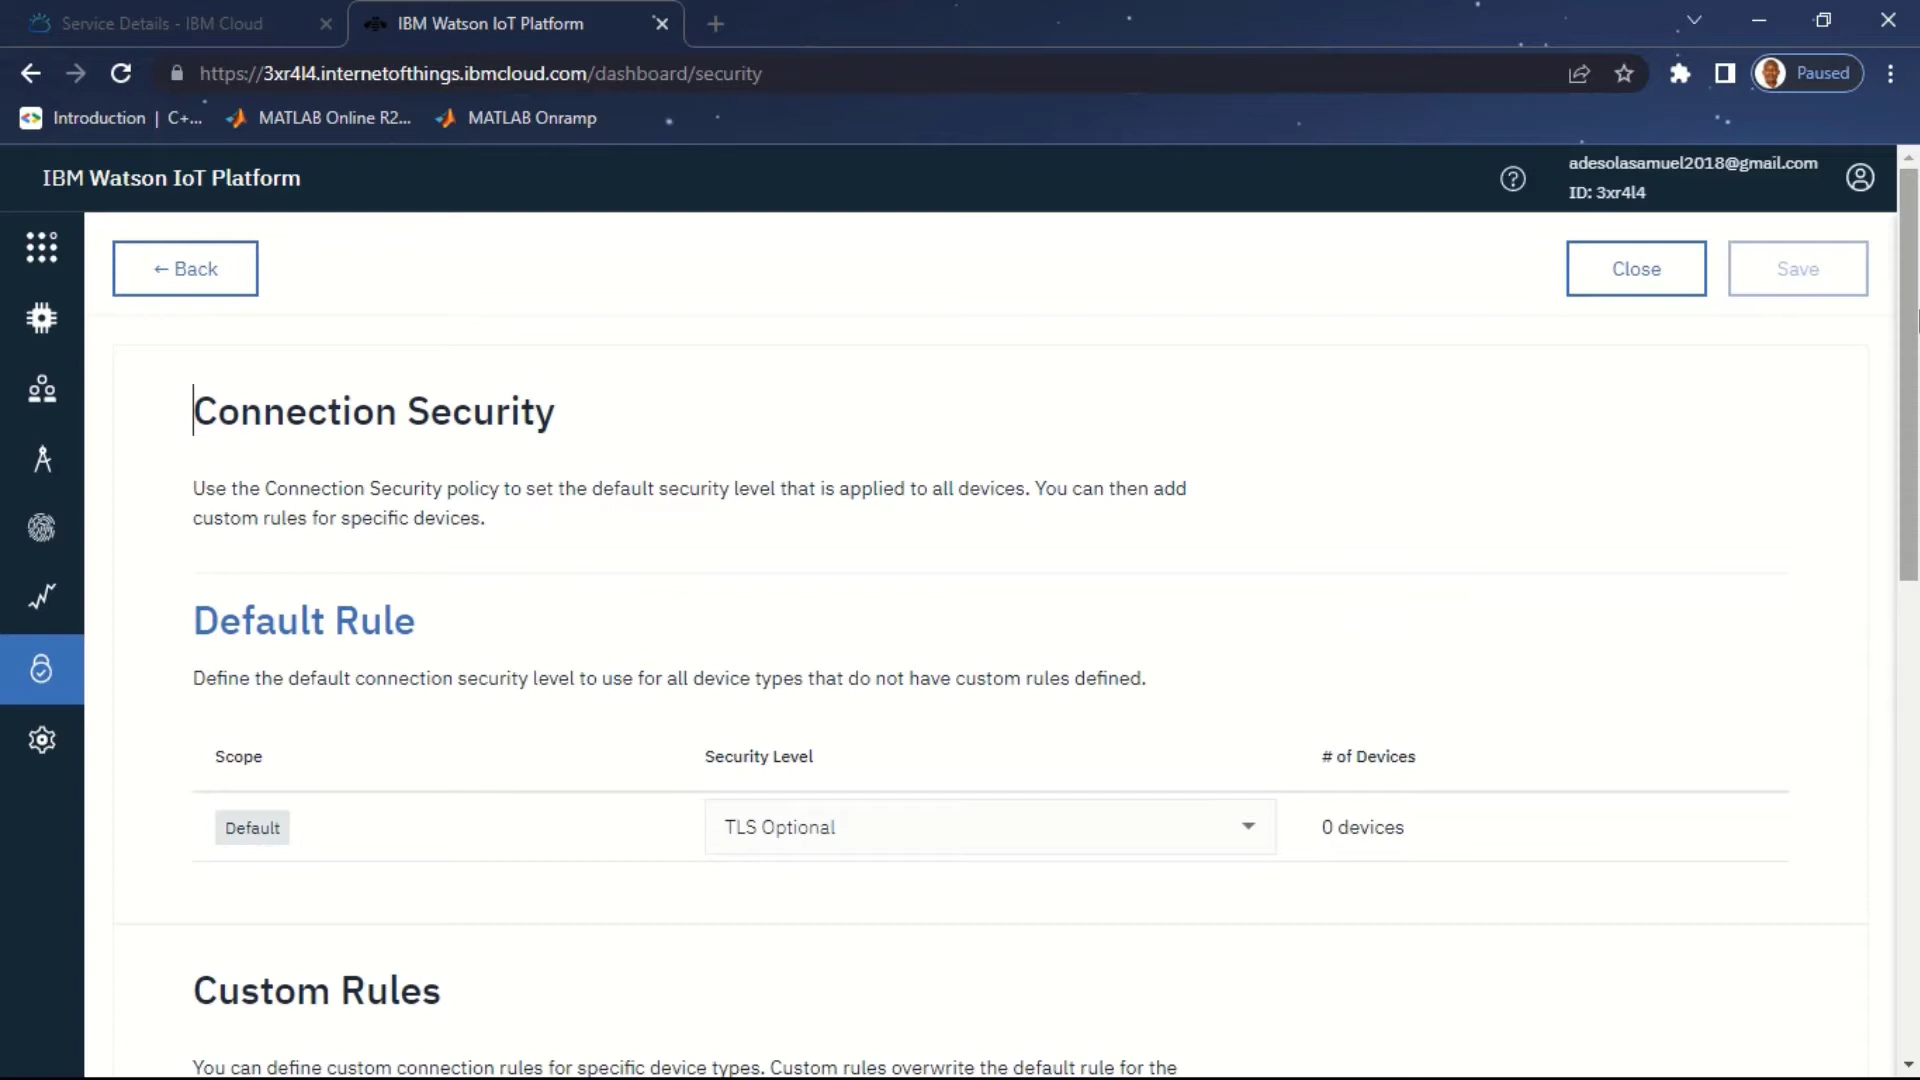 Service Details - IBM Cloud
IBM Watson IoT Platform
https://3xr4l4.internetofthings.ibmcloud.com/dashboard/security
Paused
Introduction | C+...
MATLAB Online R2...
MATLAB Onramp
IBM Watson IoT Platform
adesolasamuel2018@gmail.com
ID: 3xr4l4
← Back
Close
Save
Connection Security
Use the Connection Security policy to set the default security level that is applied to all devices. You can then add
custom rules for specific devices.
Default Rule
Define the default connection security level to use for all device types that do not have custom rules defined.
Scope
Security Level
# of Devices
Default
TLS Optional
0 devices
Custom Rules
You can define custom connection rules for specific device types. Custom rules overwrite the default rule for the